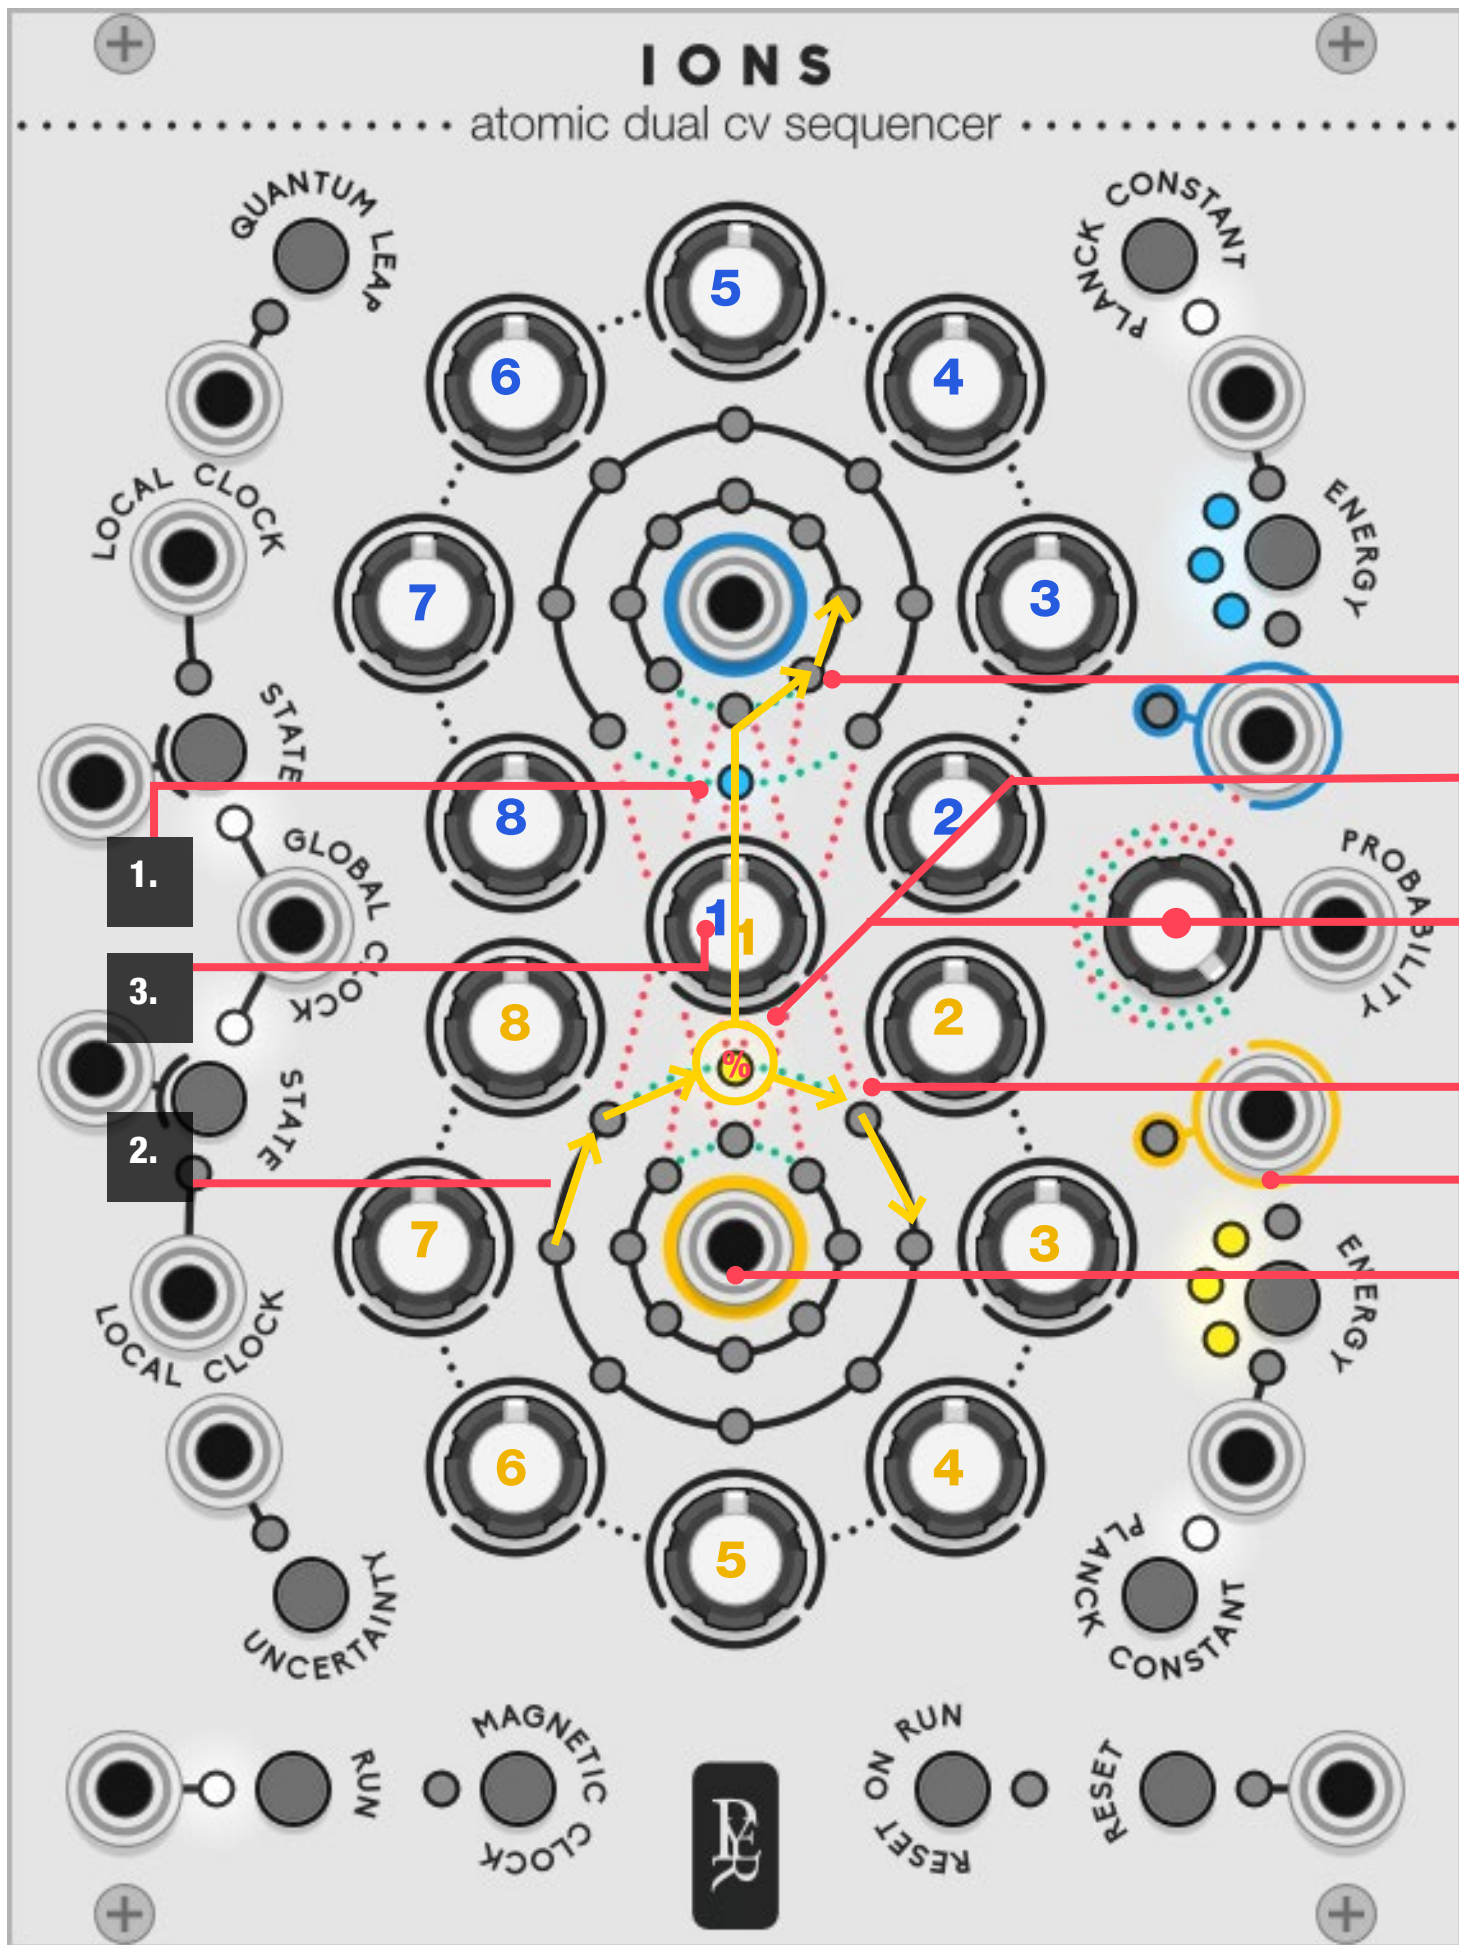 IONS
atomic dual cv sequencer
QUANTUM LEAP
PLANCK CONSTANT
5
6
4
LOCAL CLOCK
ENERGY
7
3
STATE
8
2
GLOBAL CLOCK
PROBABILITY
1.
1
1
3.
8
2
%
STATE
2.
7
3
ENERGY
LOCAL CLOCK
6
4
PLANCK CONSTANT
5
UNCERTAINTY
MAGNETIC CLOCK
RESET ON RUN
RUN
RESET